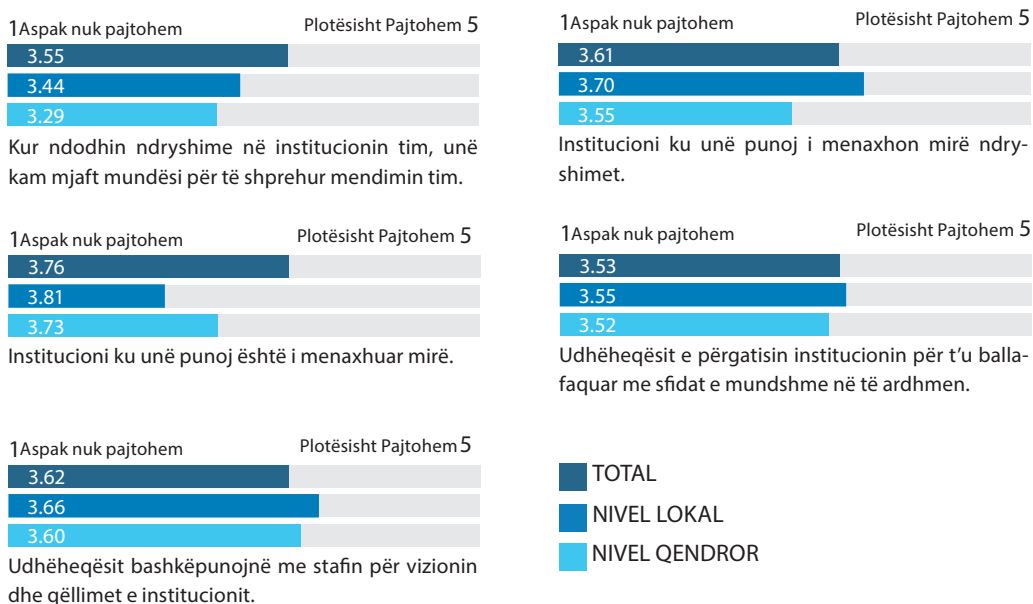 1Aspak nuk pajtohem Plotësisht Pajtohem 5
3.55
3.44
3.29
Kur ndodhin ndryshime në institucionin tim, unë
kam mjaft mundësi për të shprehur mendimin tim.
1Aspak nuk pajtohem Plotësisht Pajtohem 5
3.61
3.70
3.55
Institucioni ku unë punoj i menaxhon mirë ndry-
shimet.
1Aspak nuk pajtohem Plotësisht Pajtohem 5
3.76
3.81
3.73
Institucioni ku unë punoj është i menaxhuar mirë.
1Aspak nuk pajtohem Plotësisht Pajtohem 5
3.53
3.55
3.52
Udhëheqësit e përgatisin institucionin për t’u balla-
faquar me sfidat e mundshme në të ardhmen.
1Aspak nuk pajtohem Plotësisht Pajtohem 5
3.62
3.66
3.60
Udhëheqësit bashkëpunojnë me stafin për vizionin
dhe qëllimet e institucionit.
TOTAL
NIVEL LOKAL
NIVEL QENDROR